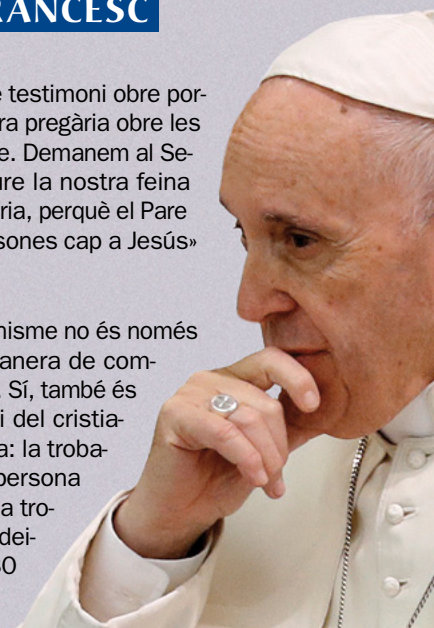 RANCESC
testimoni obre por-
ra pregària obre les
e. Demanem al Se-
ure la nostra feina
ria, perquè el Pare
sones cap a Jesús»
nisme no és només
anera de com-
Sí, també és
i del cristia-
a: la troba-
persona
a tro-
dei-